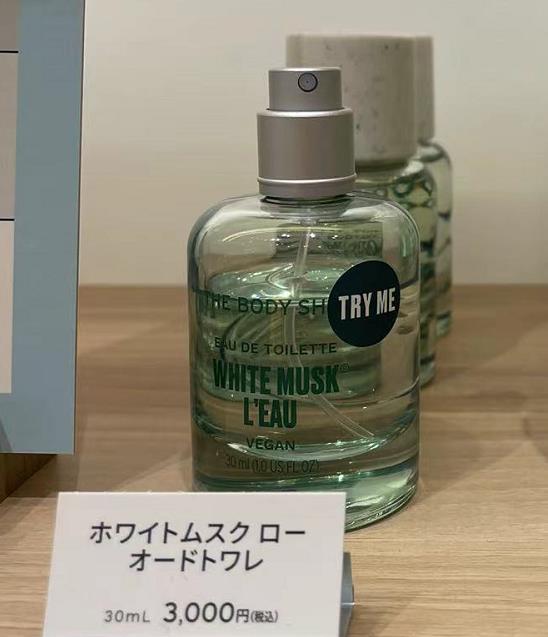 THE BODY SH
TRY ME
EAU DE TOILETTE
WHITE MUSK®
L'EAU
VEGAN
30 ml (1.0 US FL OZ)
ホワイトムスク ロー
オードトワレ
30mL 3,000円(税込)